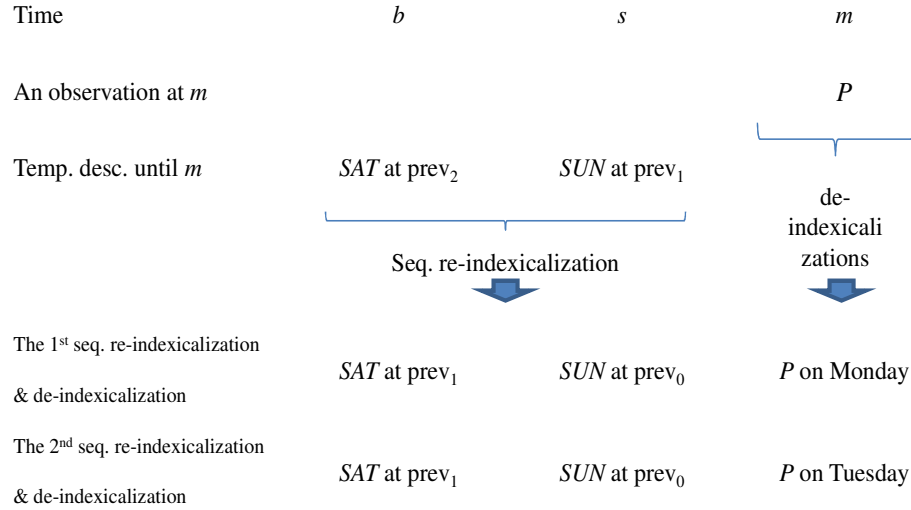 Time b s m
An observation at m P
Temp. desc. until m SAT at prev₂ SUN at prev₁
de-
indexicali
zations
Seq. re-indexicalization
The 1ˢᵗ seq. re-indexicalization
& de-indexicalization
SAT at prev₁ SUN at prev₀ P on Monday
The 2ⁿᵈ seq. re-indexicalization
& de-indexicalization
SAT at prev₁ SUN at prev₀ P on Tuesday